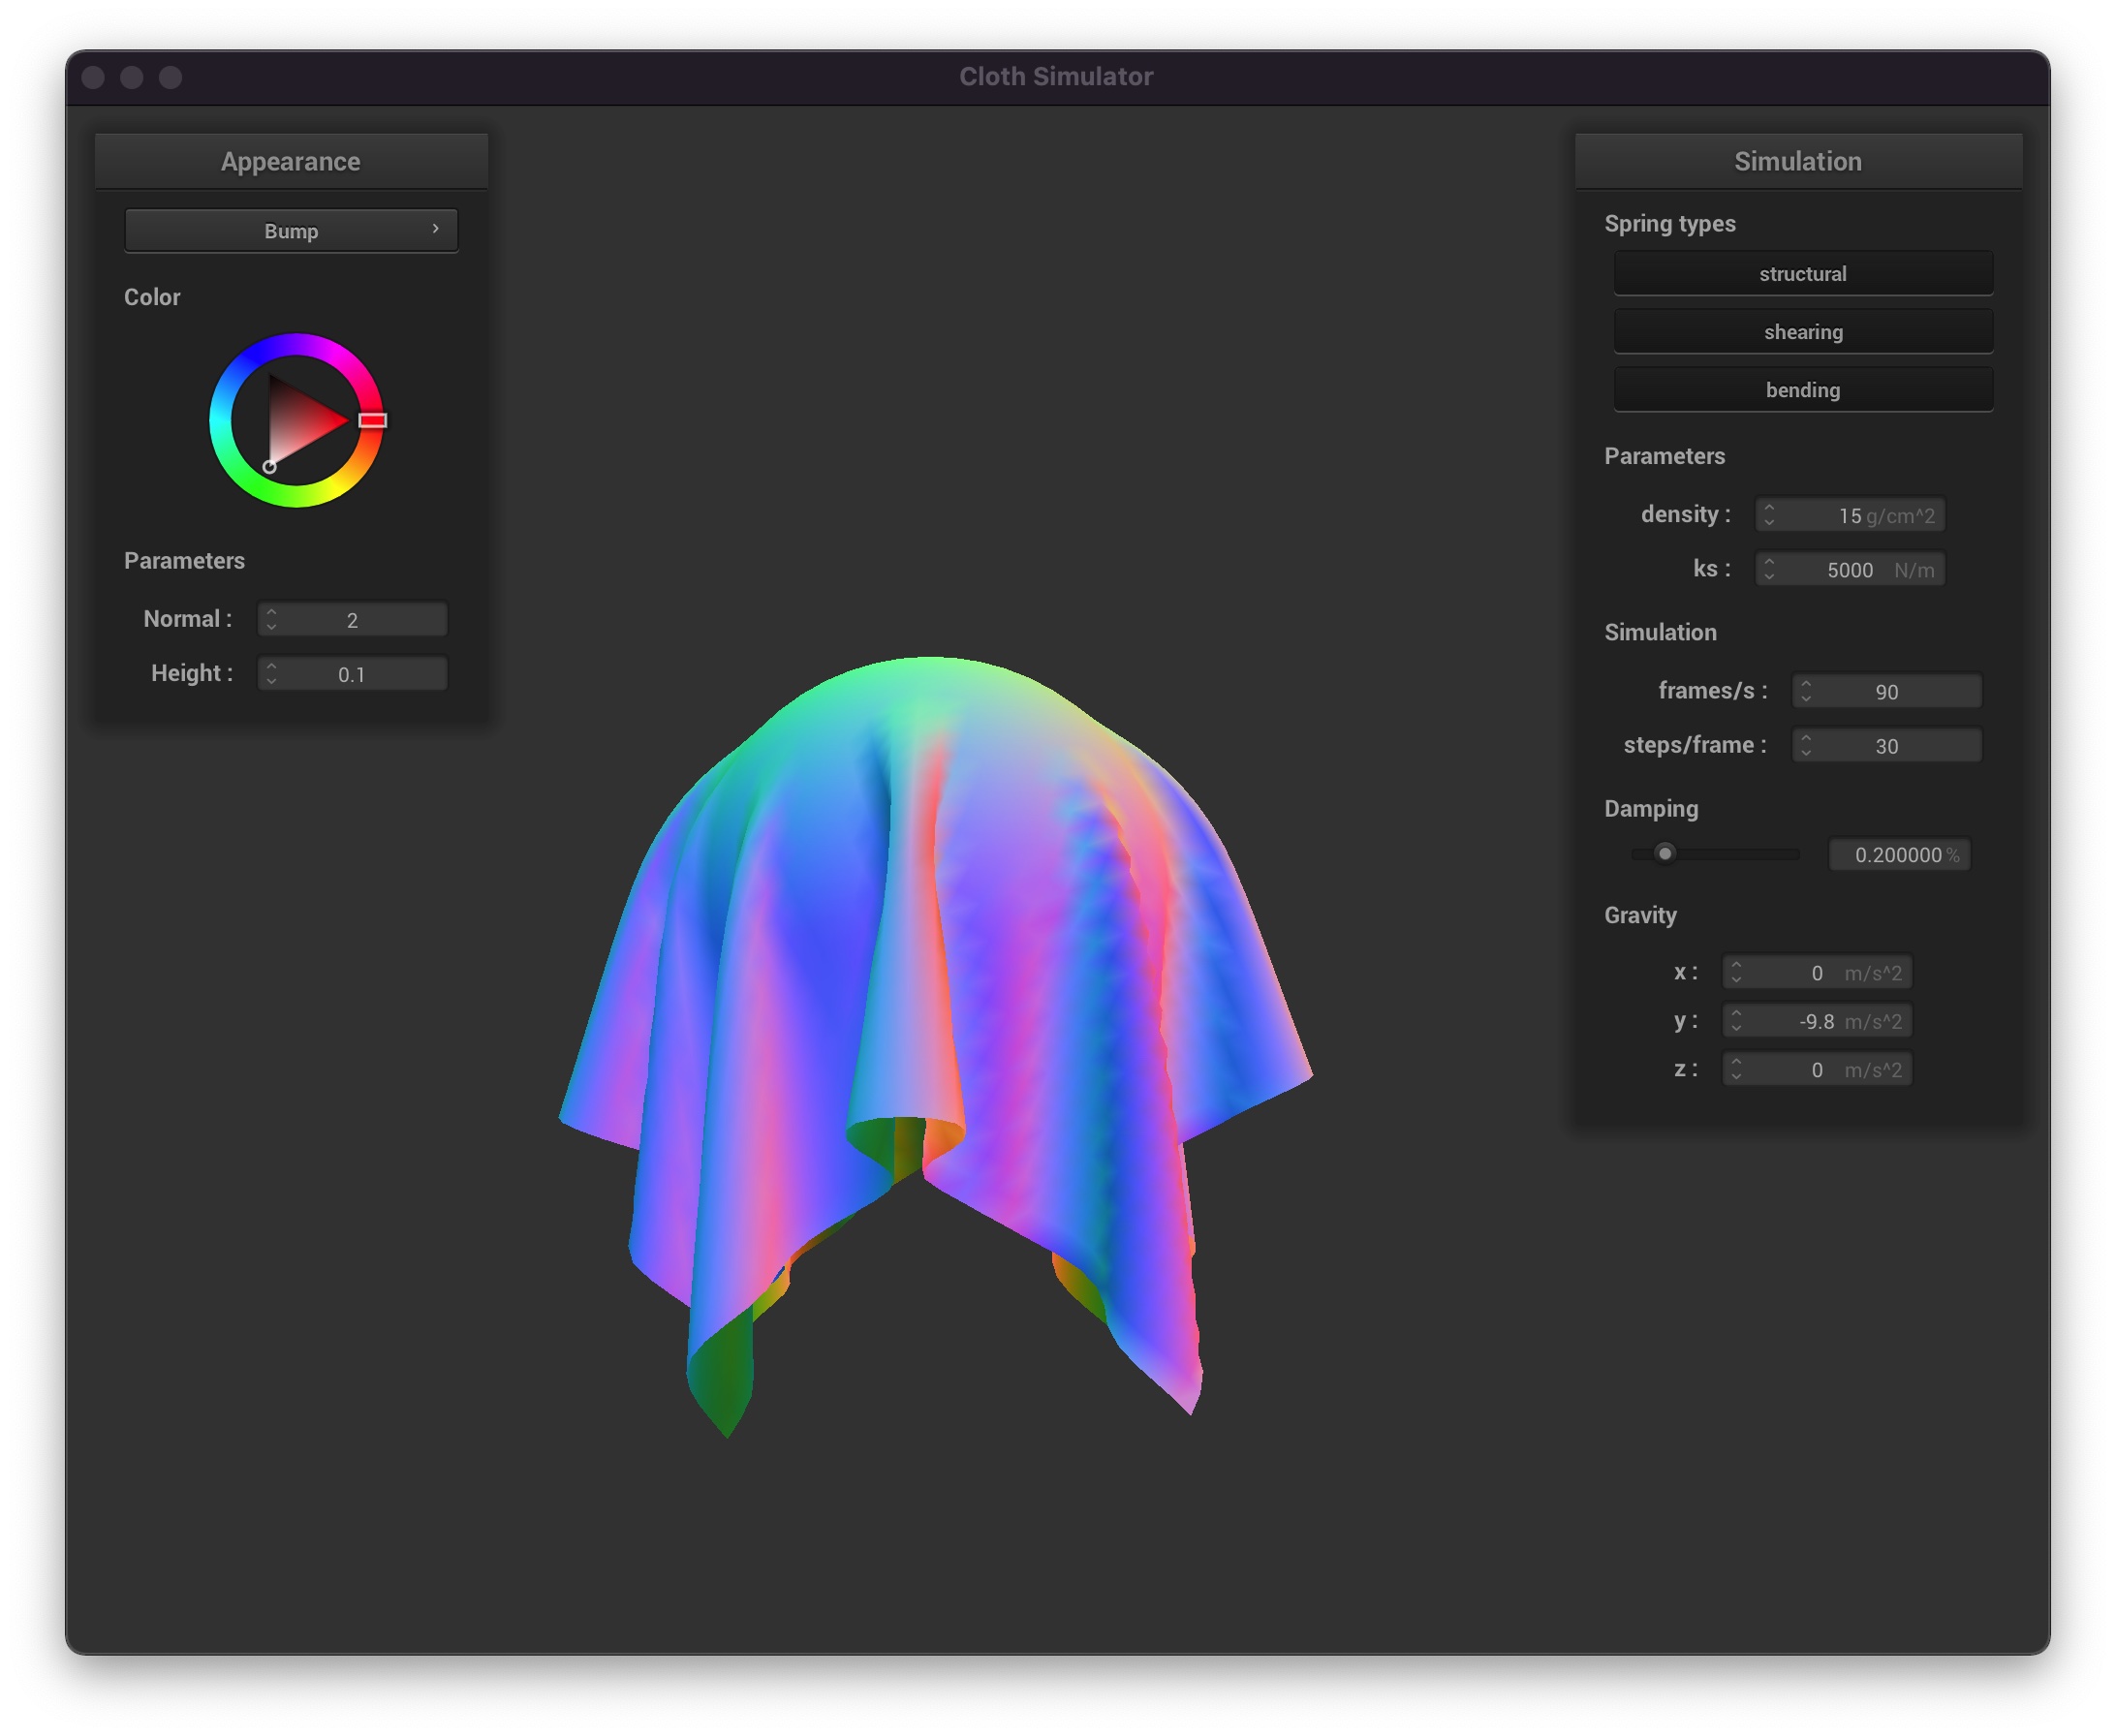 Cloth Simulator
Appearance
Bump
Color
Parameters
Normal : 2
Height : 0.1
Simulation
Spring types
structural
shearing
bending
Parameters
density : 15 g/cm^2
ks : 5000 N/m
Simulation
frames/s : 90
steps/frame : 30
Damping
0.200000 %
Gravity
x : 0 m/s^2
y : -9.8 m/s^2
z : 0 m/s^2